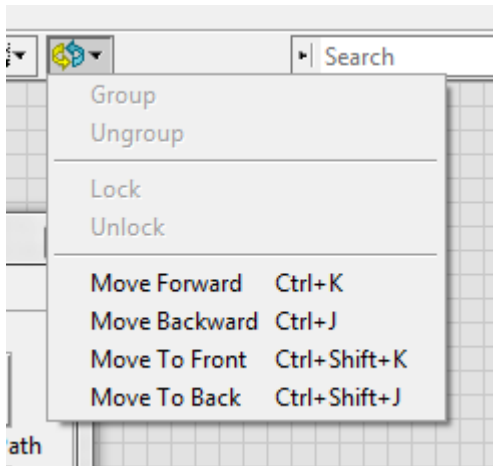 Search
Group
Ungroup
Lock
Unlock
Move Forward Ctrl+K
Move Backward Ctrl+J
Move To Front Ctrl+Shift+K
Move To Back Ctrl+Shift+J
ath